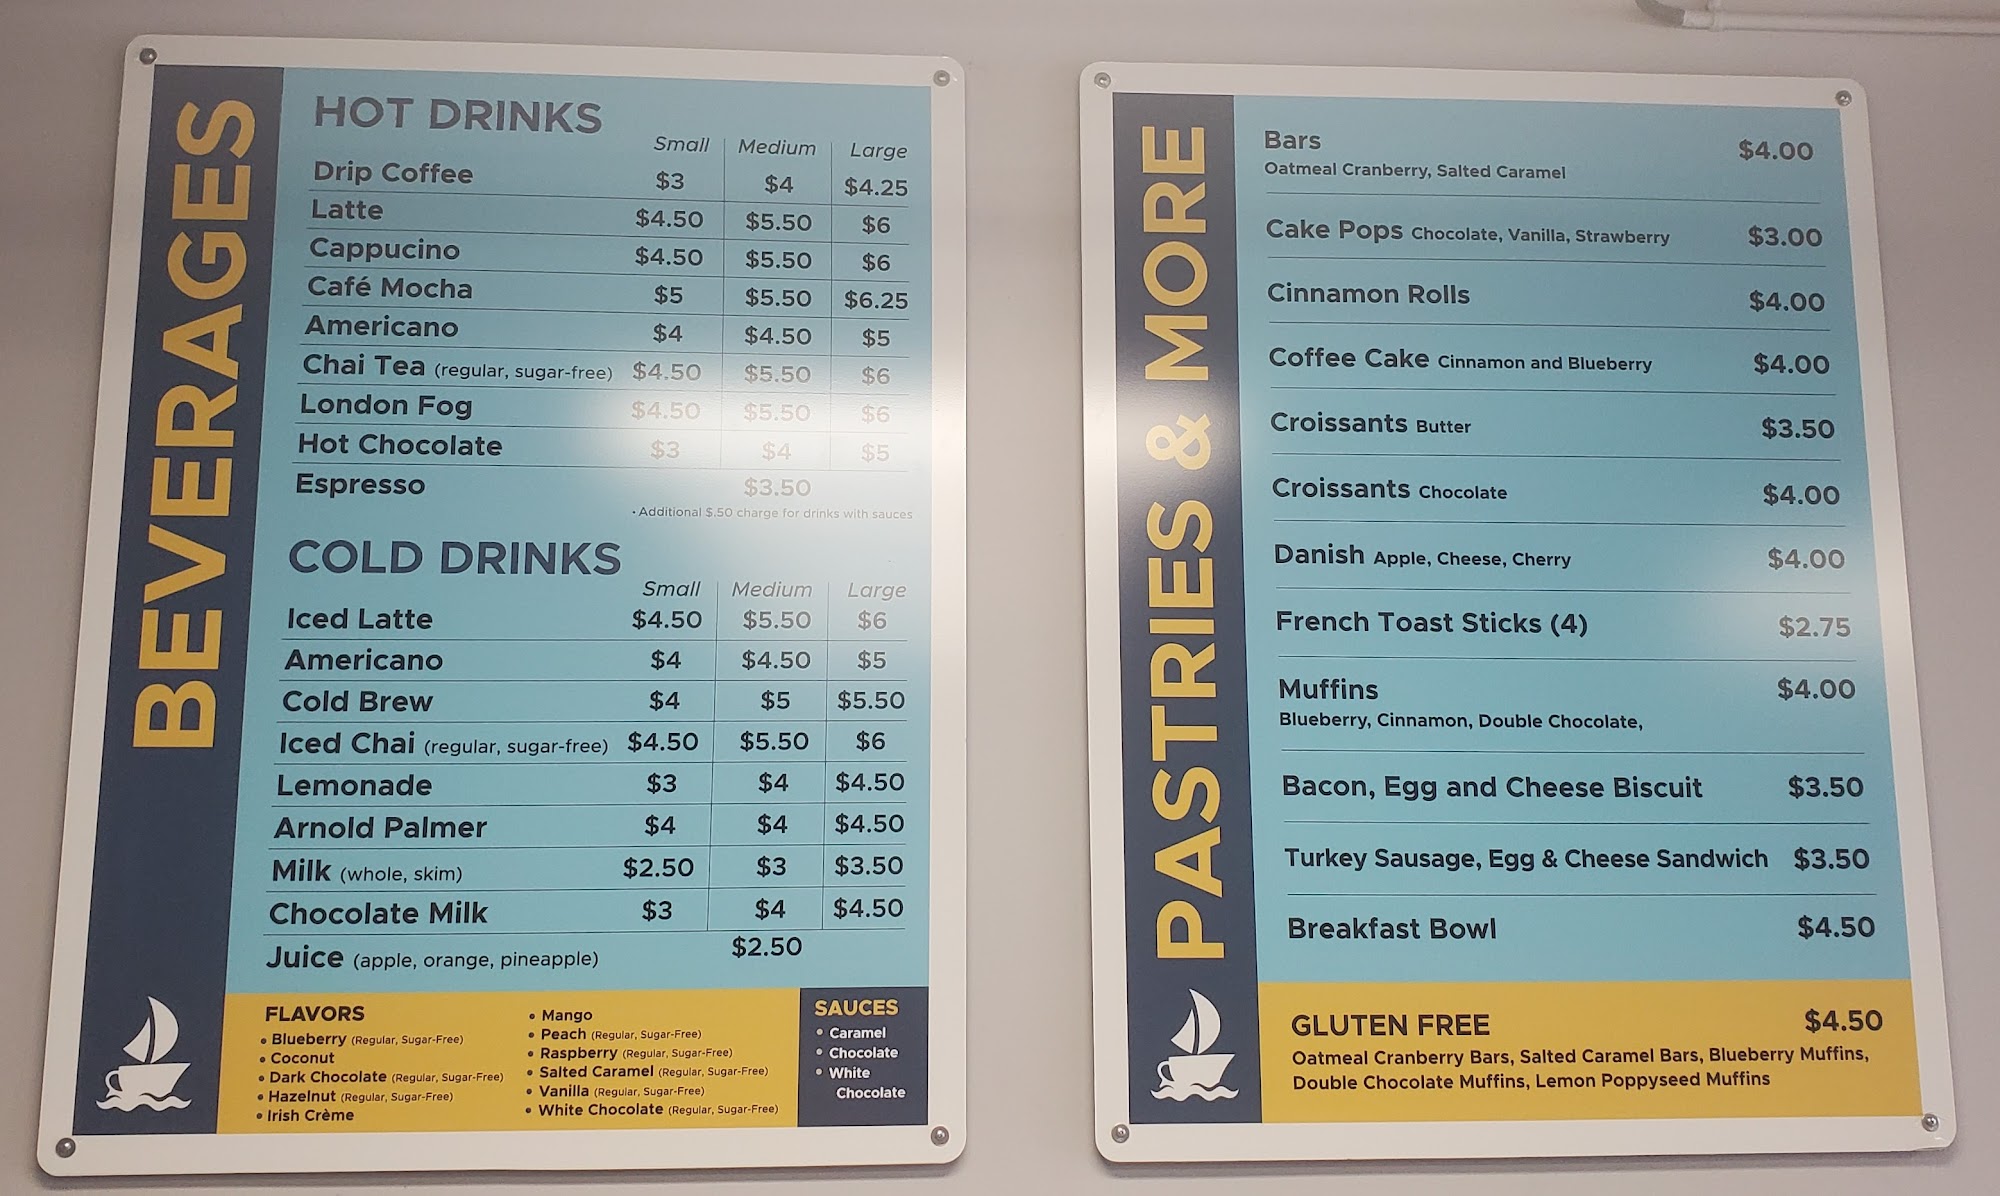 BEVERAGES
HOT DRINKS
Small Medium Large
Drip Coffee $3 $4 $4.25
Latte $4.50 $5.50 $6
Cappucino $4.50 $5.50 $6
Café Mocha $5 $5.50 $6.25
Americano $4 $4.50 $5
Chai Tea (regular, sugar-free) $4.50 $5.50 $6
London Fog $4.50 $5.50 $6
Hot Chocolate $3 $4 $5
Espresso $3.50
• Additional $.50 charge for drinks with sauces
COLD DRINKS
Small Medium Large
Iced Latte $4.50 $5.50 $6
Americano $4 $4.50 $5
Cold Brew $4 $5 $5.50
Iced Chai (regular, sugar-free) $4.50 $5.50 $6
Lemonade $3 $4 $4.50
Arnold Palmer $4 $4 $4.50
Milk (whole, skim) $2.50 $3 $3.50
Chocolate Milk $3 $4 $4.50
Juice (apple, orange, pineapple) $2.50
FLAVORS
• Blueberry (Regular, Sugar-Free)
• Coconut
• Dark Chocolate (Regular, Sugar-Free)
• Hazelnut (Regular, Sugar-Free)
• Irish Crème
• Mango
• Peach (Regular, Sugar-Free)
• Raspberry (Regular, Sugar-Free)
• Salted Caramel (Regular, Sugar-Free)
• Vanilla (Regular, Sugar-Free)
• White Chocolate (Regular, Sugar-Free)
SAUCES
• Caramel
• Chocolate
• White
Chocolate
PASTRIES & MORE
Bars $4.00
Oatmeal Cranberry, Salted Caramel
Cake Pops Chocolate, Vanilla, Strawberry $3.00
Cinnamon Rolls $4.00
Coffee Cake Cinnamon and Blueberry $4.00
Croissants Butter $3.50
Croissants Chocolate $4.00
Danish Apple, Cheese, Cherry $4.00
French Toast Sticks (4) $2.75
Muffins $4.00
Blueberry, Cinnamon, Double Chocolate,
Bacon, Egg and Cheese Biscuit $3.50
Turkey Sausage, Egg & Cheese Sandwich $3.50
Breakfast Bowl $4.50
GLUTEN FREE $4.50
Oatmeal Cranberry Bars, Salted Caramel Bars, Blueberry Muffins,
Double Chocolate Muffins, Lemon Poppyseed Muffins